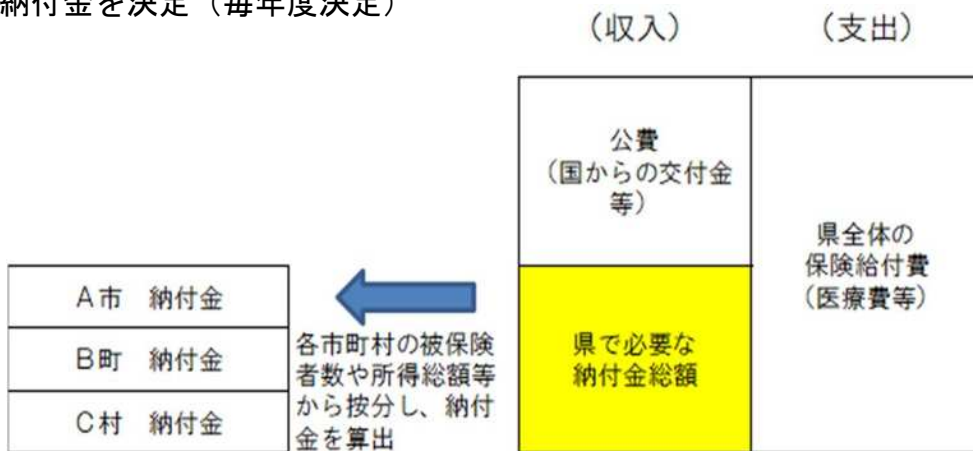 納付金を決定（毎年度決定）
（収入）
（支出）
公費
（国からの交付金
等）
県全体の
保険給付費
（医療費等）
A市　納付金
B町　納付金
C村　納付金
各市町村の被保険
者数や所得総額等
から按分し、納付
金を算出
県で必要な
納付金総額